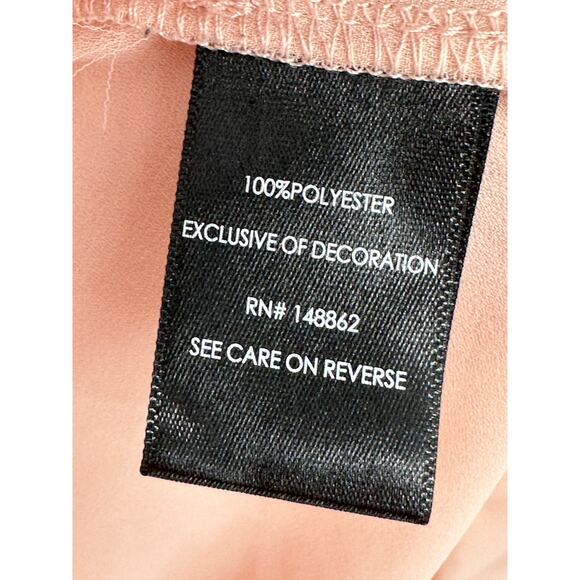 100%POLYESTER
EXCLUSIVE OF DECORATION
RN# 148862
SEE CARE ON REVERSE